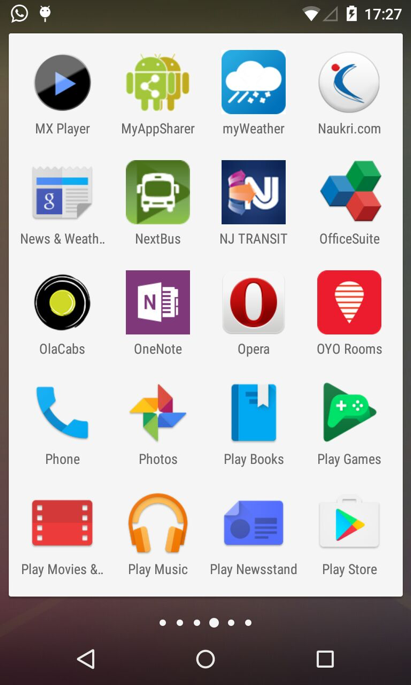 17:27
MX Player
MyAppSharer
myWeather
Naukri.com
g
News & Weath..
NextBus
NJ
NJ TRANSIT
OfficeSuite
OlaCabs
N
OneNote
Opera
OYO Rooms
Phone
Photos
Play Books
Play Games
Play Movies &..
Play Music
Play Newsstand
Play Store